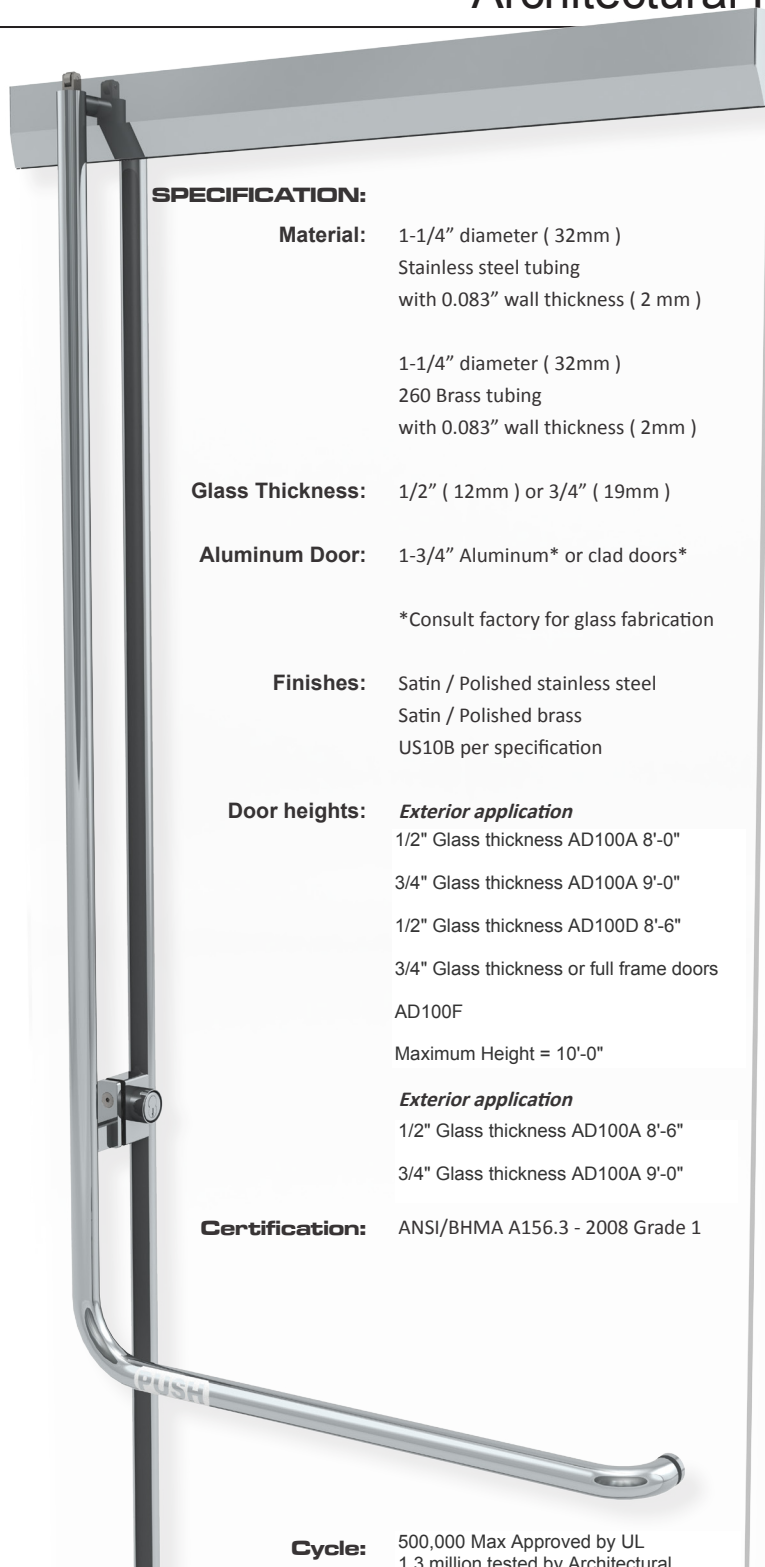 SPECIFICATION:
Material: 1-1/4” diameter ( 32mm )
Stainless steel tubing
with 0.083” wall thickness ( 2 mm )
1-1/4” diameter ( 32mm )
260 Brass tubing
with 0.083” wall thickness ( 2mm )
Glass Thickness: 1/2” ( 12mm ) or 3/4” ( 19mm )
Aluminum Door: 1-3/4” Aluminum* or clad doors*
*Consult factory for glass fabrication
Finishes: Satin / Polished stainless steel
Satin / Polished brass
US10B per specification
Door heights: Exterior application
1/2" Glass thickness AD100A 8'-0"
3/4" Glass thickness AD100A 9'-0"
1/2" Glass thickness AD100D 8'-6"
3/4" Glass thickness or full frame doors
AD100F
Maximum Height = 10'-0"
Exterior application
1/2" Glass thickness AD100A 8'-6"
3/4" Glass thickness AD100A 9'-0"
Certification: ANSI/BHMA A156.3 - 2008 Grade 1
PUSH
Cycle: 500,000 Max Approved by UL
1.3 million tested by Architectural